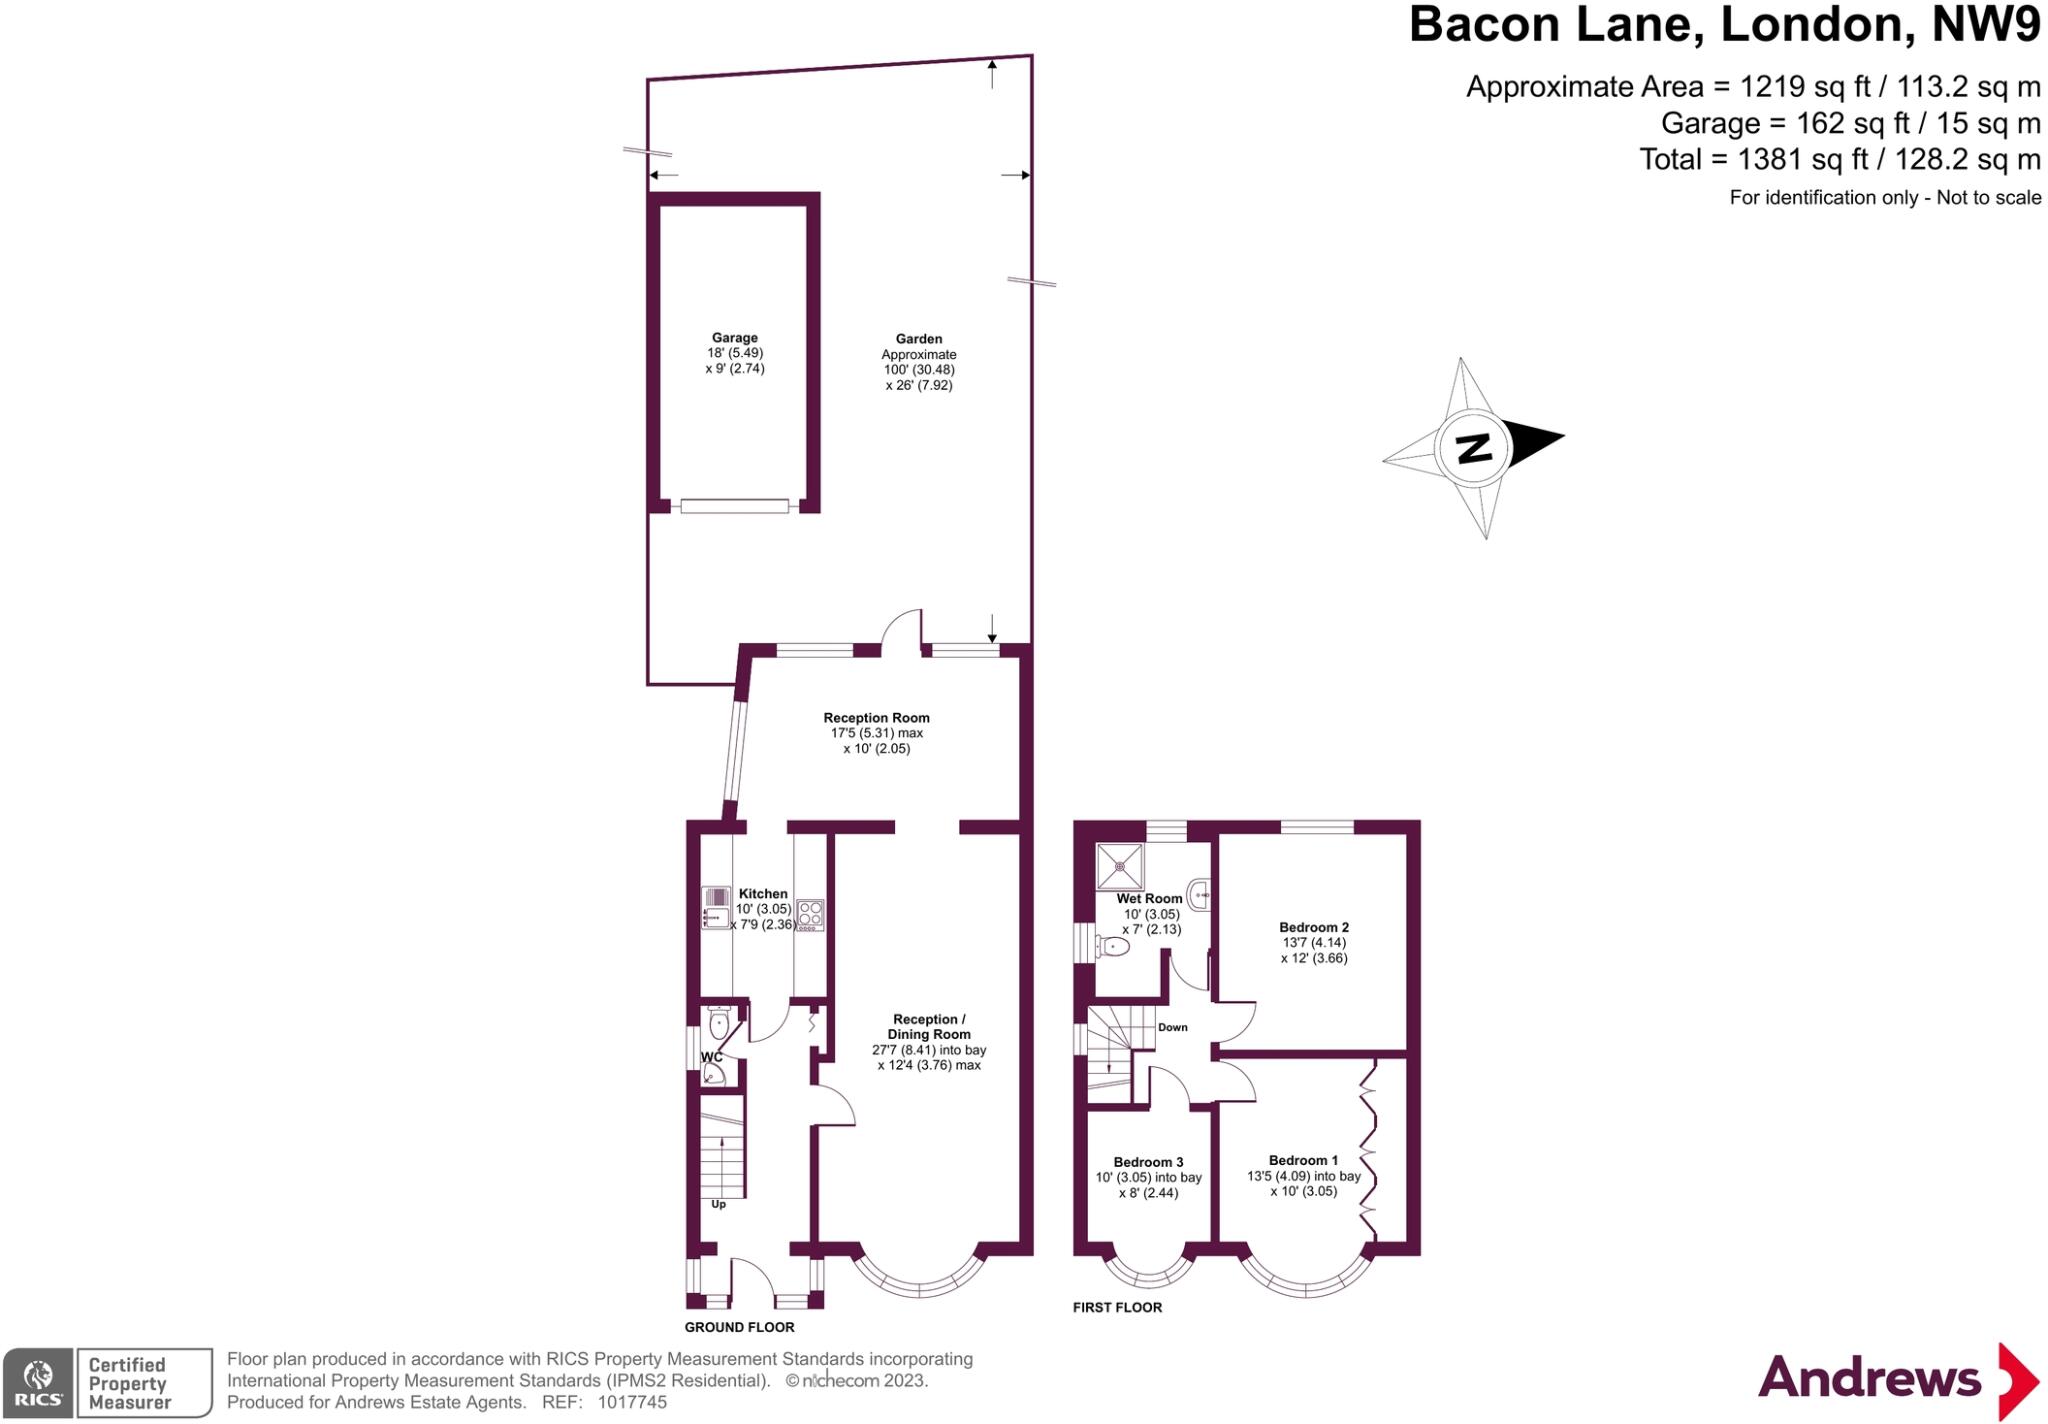 Bacon Lane, London, NW9
Approximate Area = 1219 sq ft / 113.2 sq m
Garage = 162 sq ft / 15 sq m
Total = 1381 sq ft / 128.2 sq m
For identification only - Not to scale
Garage
18' (5.49)
x 9' (2.74)
Garden
Approximate
100' (30.48)
x 26' (7.92)
N
Reception Room
17'5 (5.31) max
x 10' (2.05)
Kitchen
10' (3.05)
x 7'9 (2.36)
WC
Reception /
Dining Room
27'7 (8.41) into bay
x 12'4 (3.76) max
Up
GROUND FLOOR
Wet Room
10' (3.05)
x 7' (2.13)
Bedroom 2
13'7 (4.14)
x 12' (3.66)
Down
Bedroom 3
10' (3.05) into bay
x 8' (2.44)
Bedroom 1
13'5 (4.09) into bay
x 10' (3.05)
FIRST FLOOR
RICS
Certified
Property
Measurer
Floor plan produced in accordance with RICS Property Measurement Standards incorporating
International Property Measurement Standards (IPMS2 Residential). © nichecom 2023.
Produced for Andrews Estate Agents. REF: 1017745
Andrews